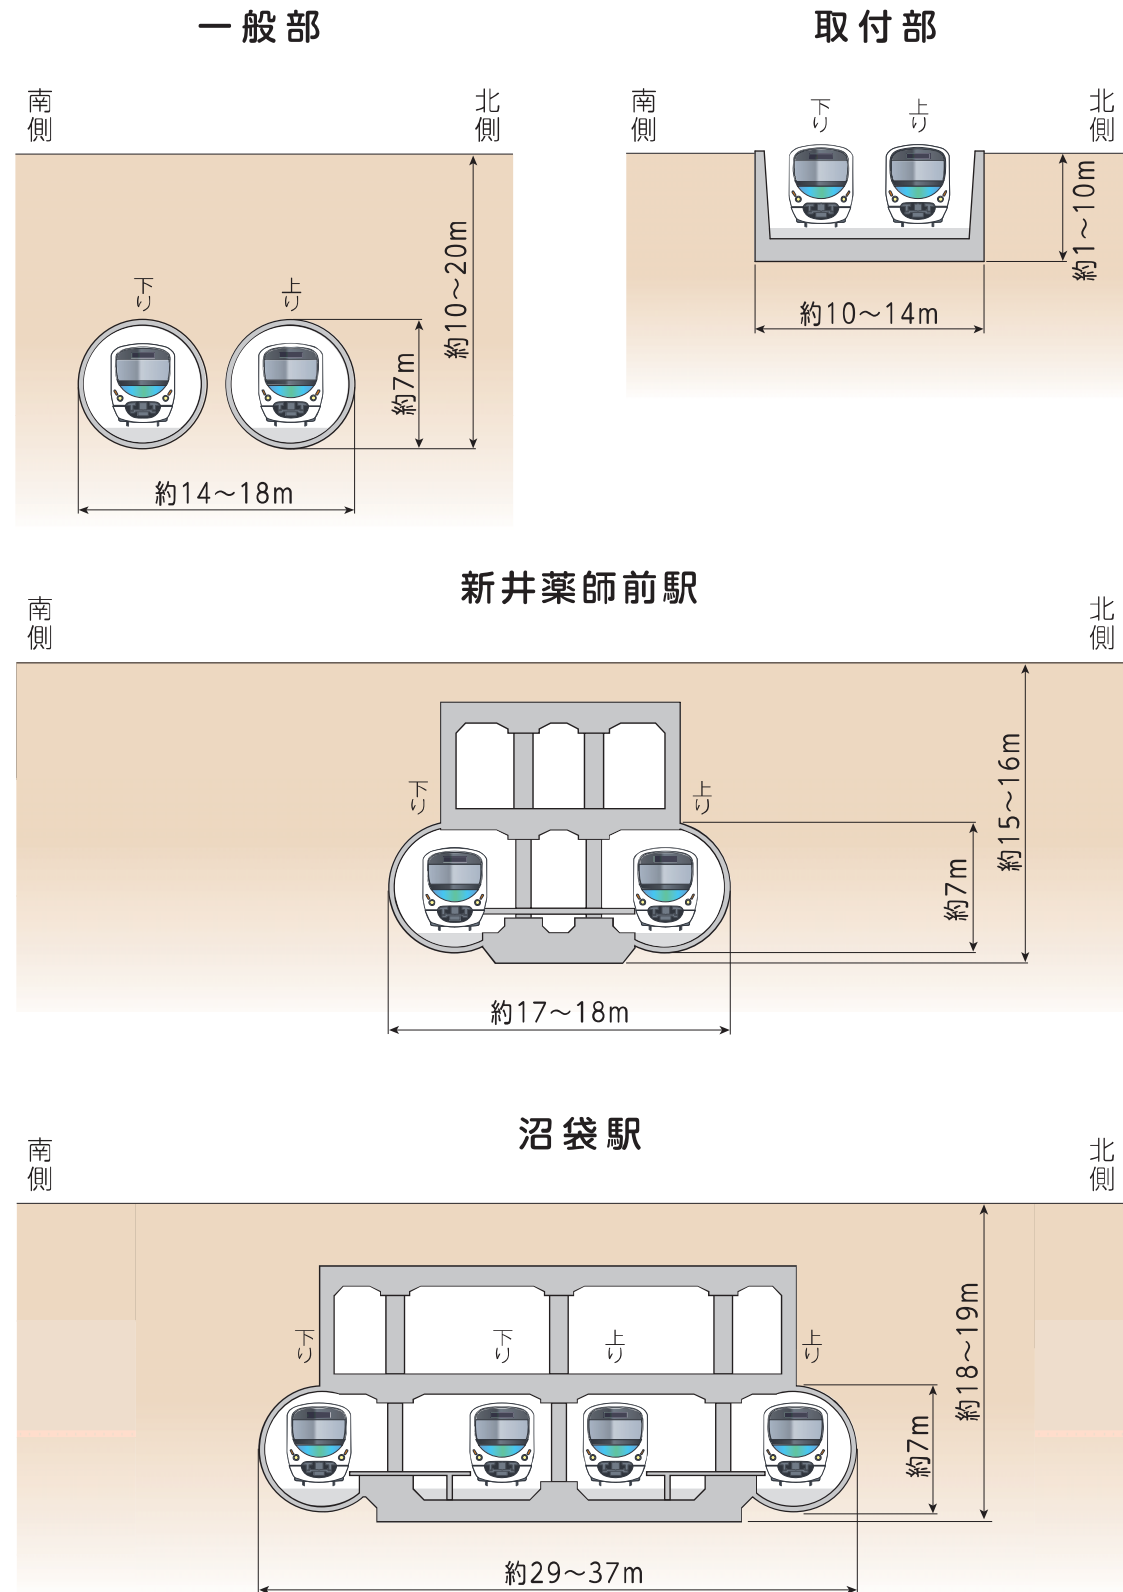 一般部
南側
北側
下り
上り
約10～20m
約7m
約14～18m
取付部
南側
北側
下り
上り
約1～10m
約10～14m
新井薬師前駅
南側
北側
下り
上り
約15～16m
約7m
約17～18m
沼袋駅
南側
北側
下り
下り
上り
上り
約18～19m
約7m
約29～37m